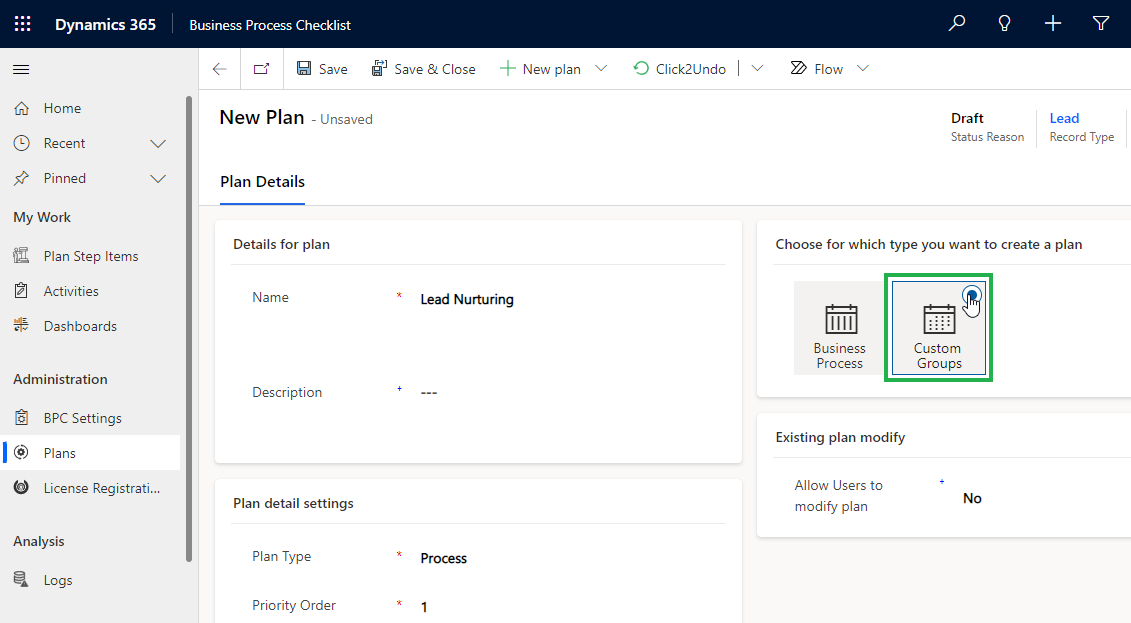 Dynamics 365
Business Process Checklist
Save
Save & Close
New plan
Click2Undo
Flow
Home
Recent
Pinned
My Work
Plan Step Items
Activities
Dashboards
Administration
BPC Settings
Plans
License Registrati...
Analysis
Logs
New Plan - Unsaved
Draft
Status Reason
Lead
Record Type
Plan Details
Details for plan
Name * Lead Nurturing
Description + ---
Plan detail settings
Plan Type * Process
Priority Order * 1
Choose for which type you want to create a plan
Business
Process
Custom
Groups
Existing plan modify
Allow Users to
modify plan
+ No